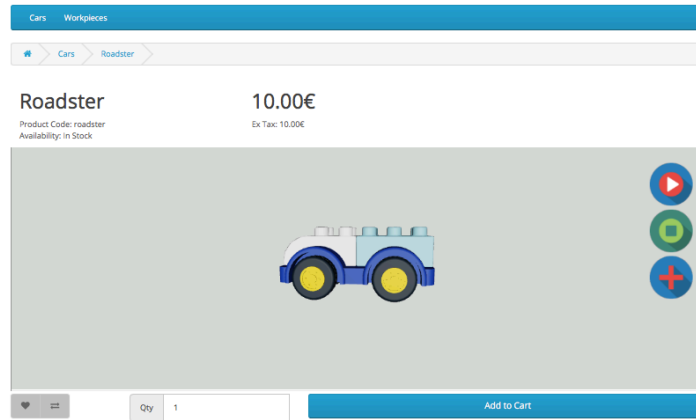 Cars Workpieces
Cars Roadster
Roadster
10.00€
Product Code: roadster
Ex Tax: 10.00€
Availability: In Stock
Qty 1
Add to Cart